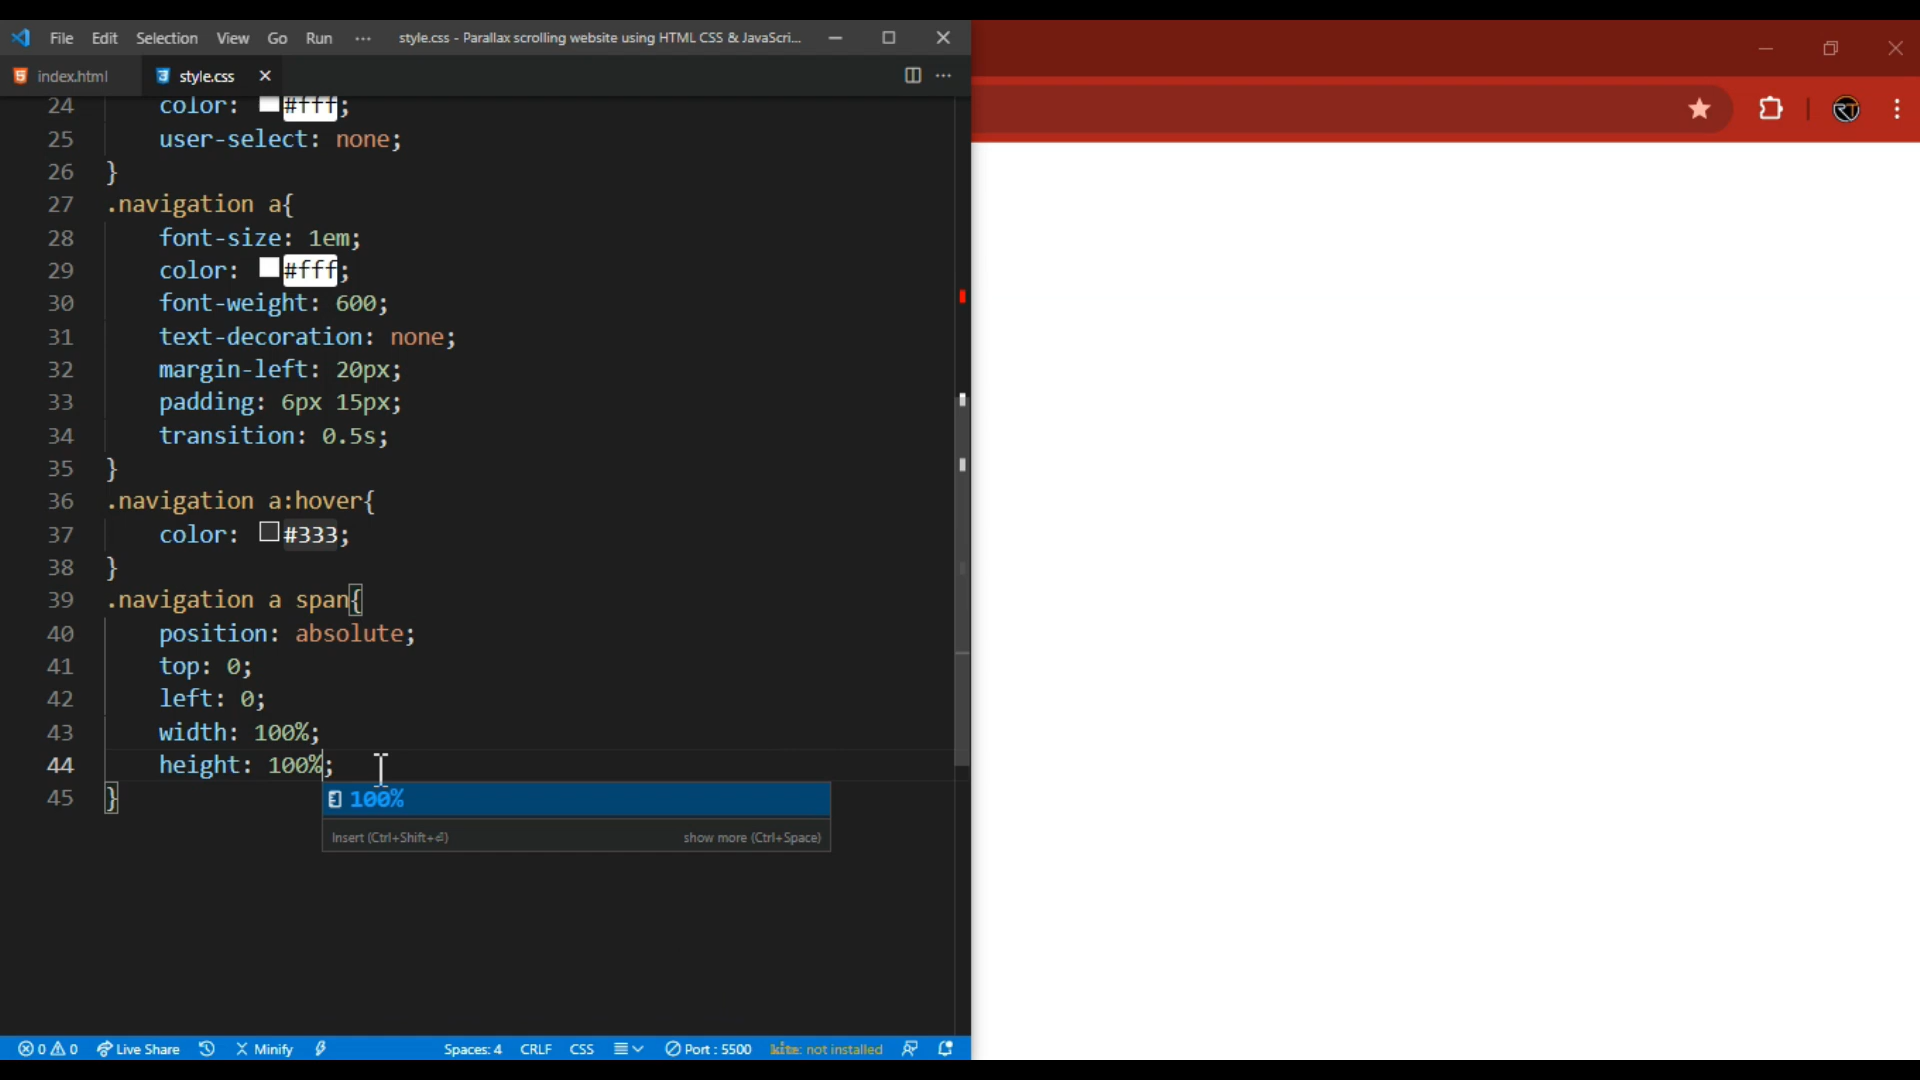 File Edit Selection View Go Run ··· style.css - Parallax scrolling website using HTML CSS & JavaScri...
index.html style.css
24 color: #fff;
25 user-select: none;
26 }
27 .navigation a{
28 font-size: 1em;
29 color: #fff;
30 font-weight: 600;
31 text-decoration: none;
32 margin-left: 20px;
33 padding: 6px 15px;
34 transition: 0.5s;
35 }
36 .navigation a:hover{
37 color: #333;
38 }
39 .navigation a span{
40 position: absolute;
41 top: 0;
42 left: 0;
43 width: 100%;
44 height: 100%;
45 }
100%
Insert (Ctrl+Shift+⏎) show more (Ctrl+Space)
0 0 Live Share Minify Spaces: 4 CRLF CSS Port : 5500 kite: not installed